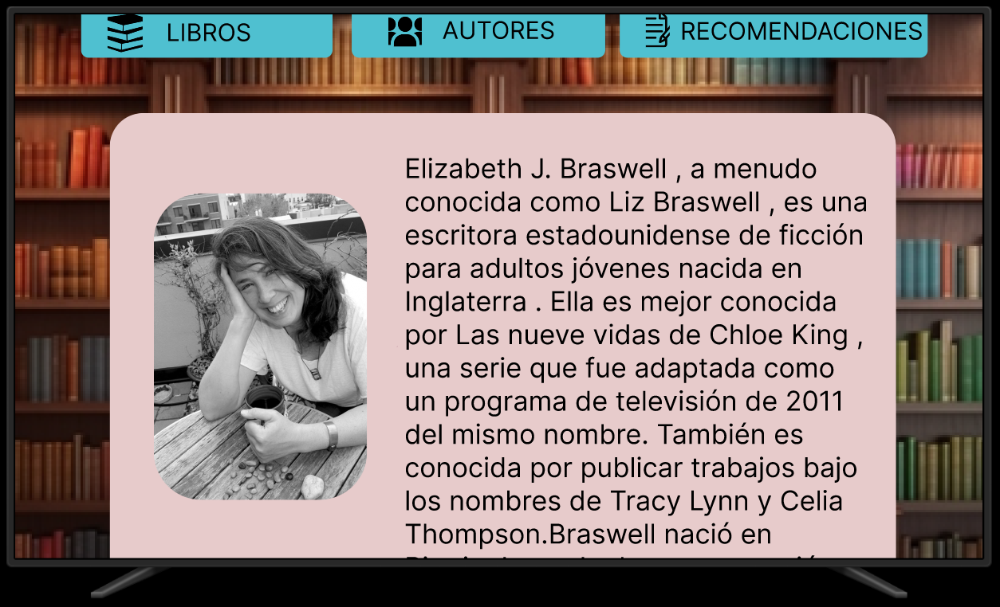 LIBROS
AUTORES
RECOMENDACIONES
Elizabeth J. Braswell , a menudo
conocida como Liz Braswell , es una
escritora estadounidense de ficción
para adultos jóvenes nacida en
Inglaterra . Ella es mejor conocida
por Las nueve vidas de Chloe King ,
una serie que fue adaptada como
un programa de televisión de 2011
del mismo nombre. También es
conocida por publicar trabajos bajo
los nombres de Tracy Lynn y Celia
Thompson.Braswell nació en